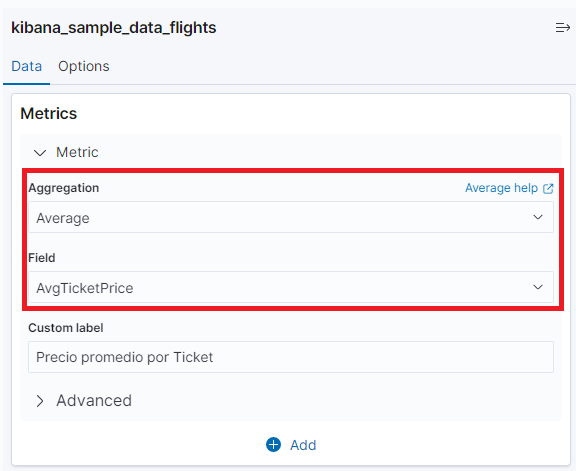 kibana_sample_data_flights
Data Options
Metrics
Metric
Aggregation Average help
Average
Field
AvgTicketPrice
Custom label
Precio promedio por Ticket
Advanced
Add